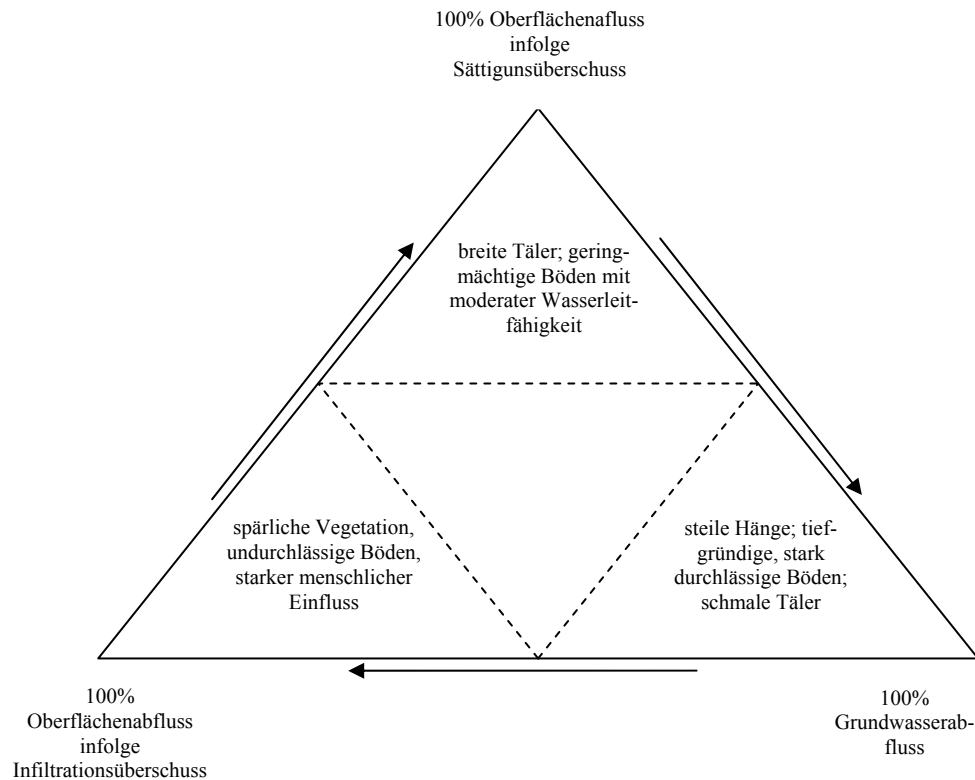 100% Oberflächenafluss
infolge
Sättigunsüberschuss
breite Täler; gering-
mächtige Böden mit
moderater Wasserleit-
fähigkeit
spärliche Vegetation,
undurchlässige Böden,
starker menschlicher
Einfluss
steile Hänge; tief-
gründige, stark
durchlässige Böden;
schmale Täler
100%
Oberflächenabfluss
infolge
Infiltrationsüberschuss
100%
Grundwasserab-
fluss